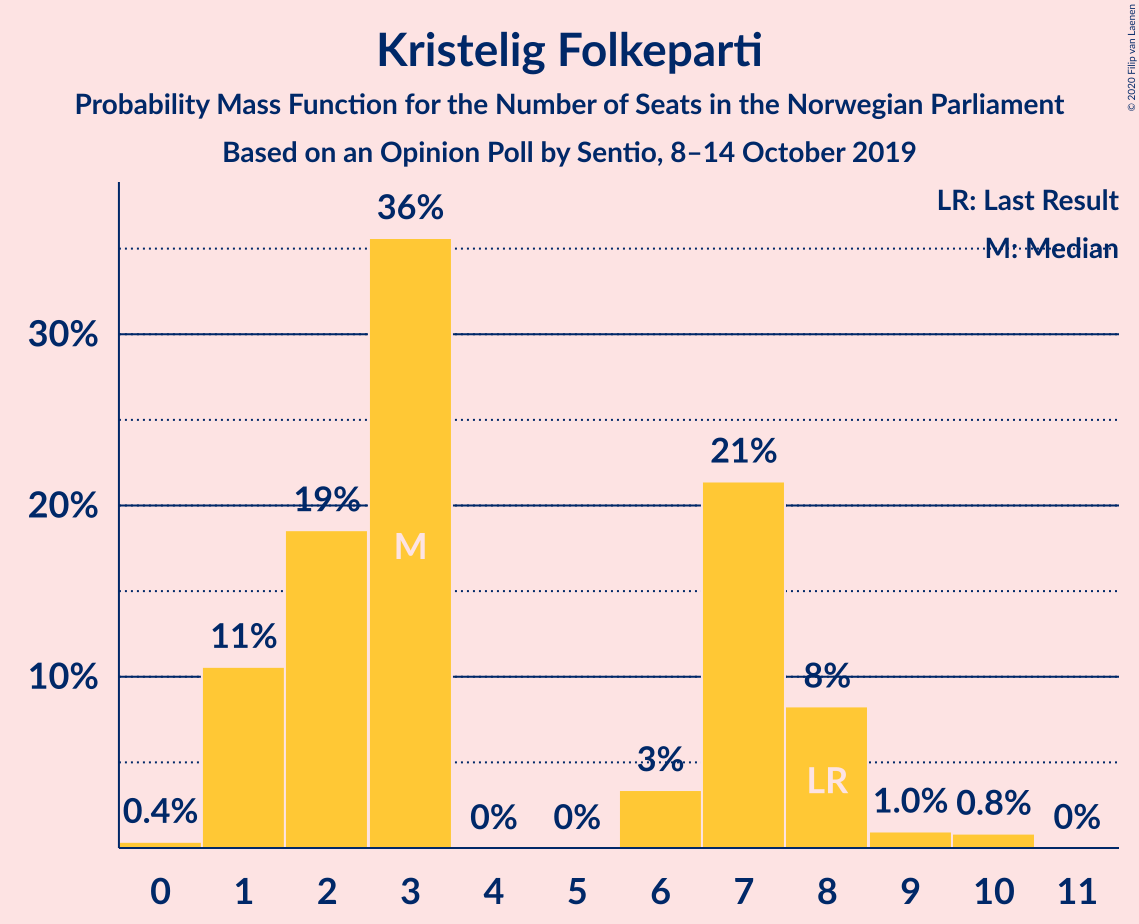 Kristelig Folkeparti
Probability Mass Function for the Number of Seats in the Norwegian Parliament
Based on an Opinion Poll by Sentio, 8–14 October 2019
© 2020 Filip van Laenen
LR: Last Result
M: Median
36%
30%
21%
20%
19%
M
11%
10%
8%
3%
LR
0.4%
0%
0%
1.0%
0.8%
0%
0 1 2 3 4 5 6 7 8 9 10 11